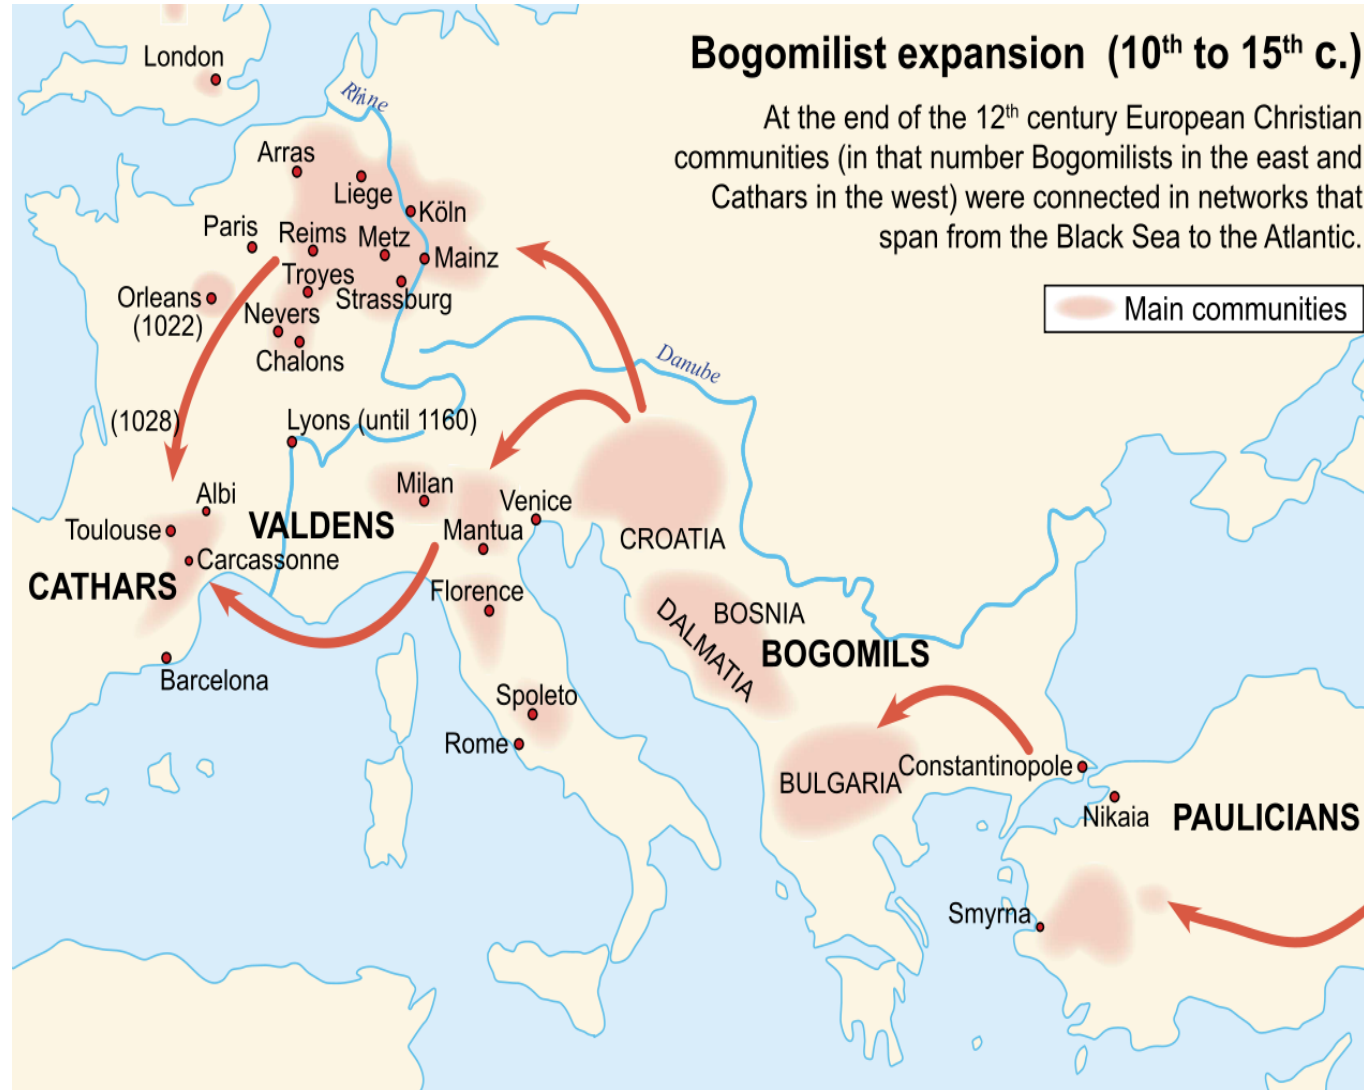 Bogomilist expansion (10th to 15th c.)
At the end of the 12th century European Christian
communities (in that number Bogomilists in the east and
Cathars in the west) were connected in networks that
span from the Black Sea to the Atlantic.
Main communities
London
Rhine
Arras
Liege
Köln
Paris
Reims
Metz
Mainz
Troyes
Strassburg
Orleans
(1022)
Nevers
Chalons
Danube
(1028)
Lyons (until 1160)
Milan
Albi
Venice
Toulouse
VALDENS
Mantua
CROATIA
Carcassonne
CATHARS
Florence
BOSNIA
DALMATIA
BOGOMILS
Barcelona
Spoleto
Rome
Constantinopole
BULGARIA
Nikaia
PAULICIANS
Smyrna